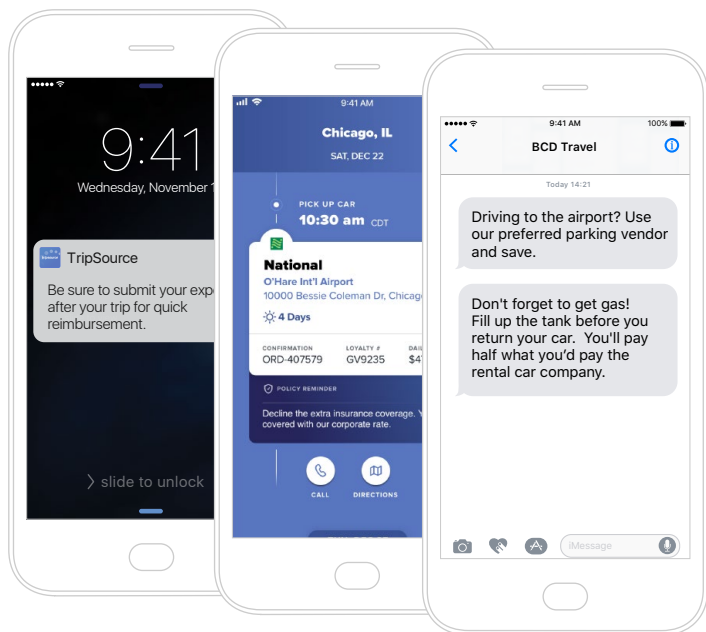 9:41
Wednesday, November
TripSource
Be sure to submit your
after your trip for quick
reimbursement.
slide to unlock
9:41 AM
Chicago, IL
SAT, DEC 22
PICK UP CAR
10:30 am CDT
National
O'Hare Int'l Airport
10000 Bessie Coleman Dr,
4 Days
CONFIRMATION LOYALTY #
ORD-407579 GV9235
POLICY REMINDER
Decline the extra insurance coverage.
covered with our corporate rate.
CALL DIRECTIONS
9:41 AM 100%
BCD Travel
Today 14:21
Driving to the airport? Use
our preferred parking vendor
and save.
Don't forget to get gas!
Fill up the tank before you
return your car. You'll pay
half what you’d pay the
rental car company.
iMessage